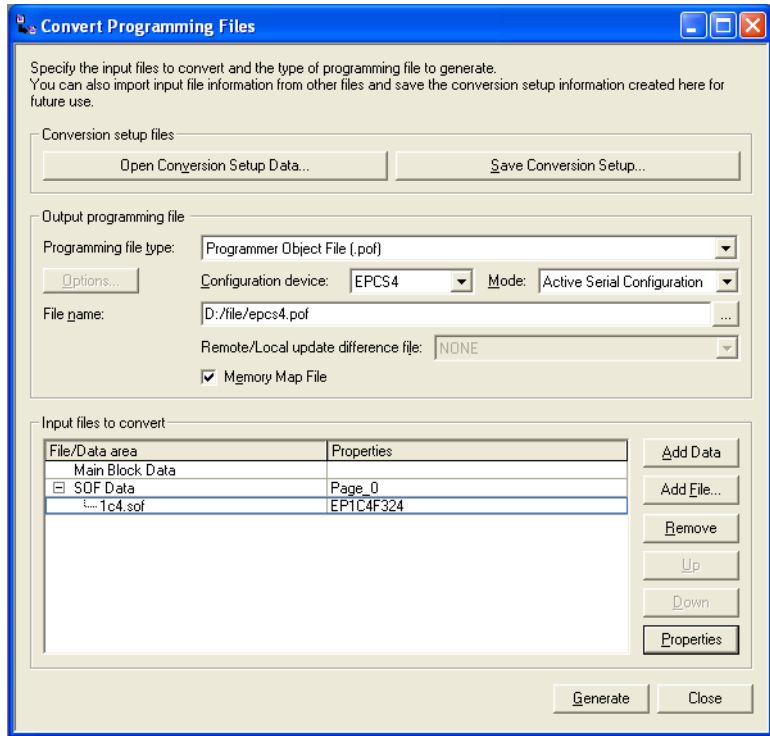 Convert Programming Files
Specify the input files to convert and the type of programming file to generate.
You can also import input file information from other files and save the conversion setup information created here for
future use.
Conversion setup files
Open Conversion Setup Data... Save Conversion Setup...
Output programming file
Programming file type: Programmer Object File (.pof)
Options... Configuration device: EPCS4 Mode: Active Serial Configuration
File name: D:/file/epcs4.pof ...
Remote/Local update difference file: NONE
Memory Map File
Input files to convert
File/Data area Properties Add Data
Main Block Data
SOF Data Page_0 Add File...
1c4.sof EP1C4F324
Remove
Up
Down
Properties
Generate Close